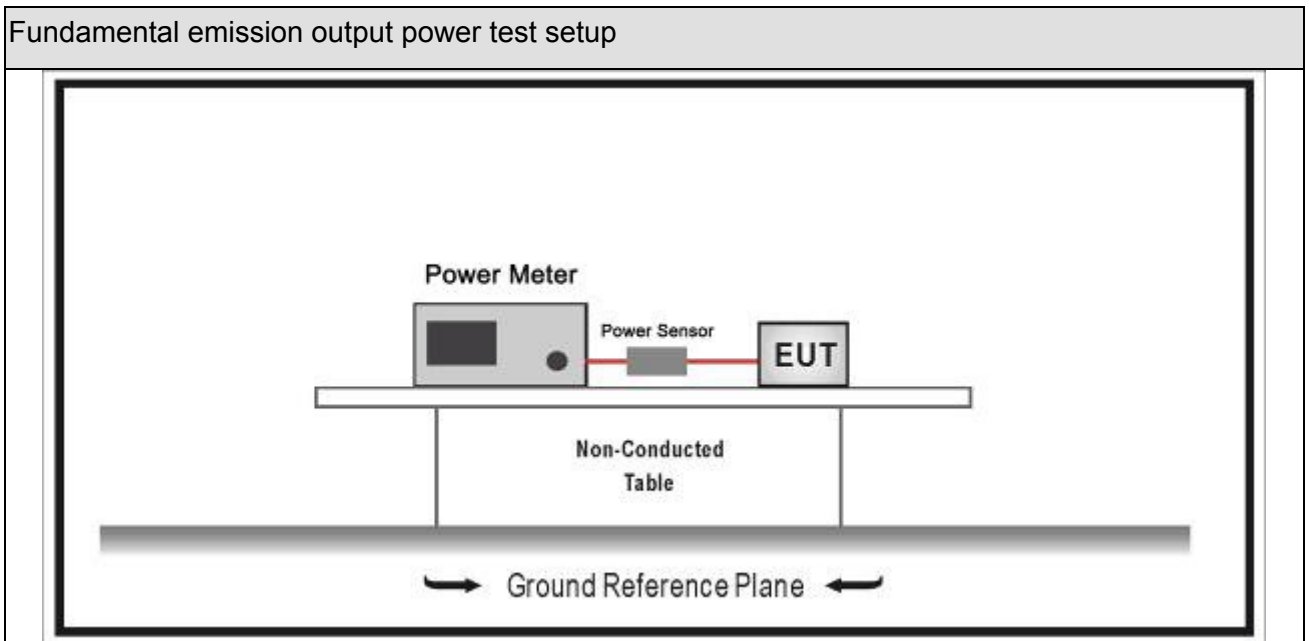 Fundamental emission output power test setup
Power Meter
Power Sensor
EUT
Non-Conducted
Table
Ground Reference Plane